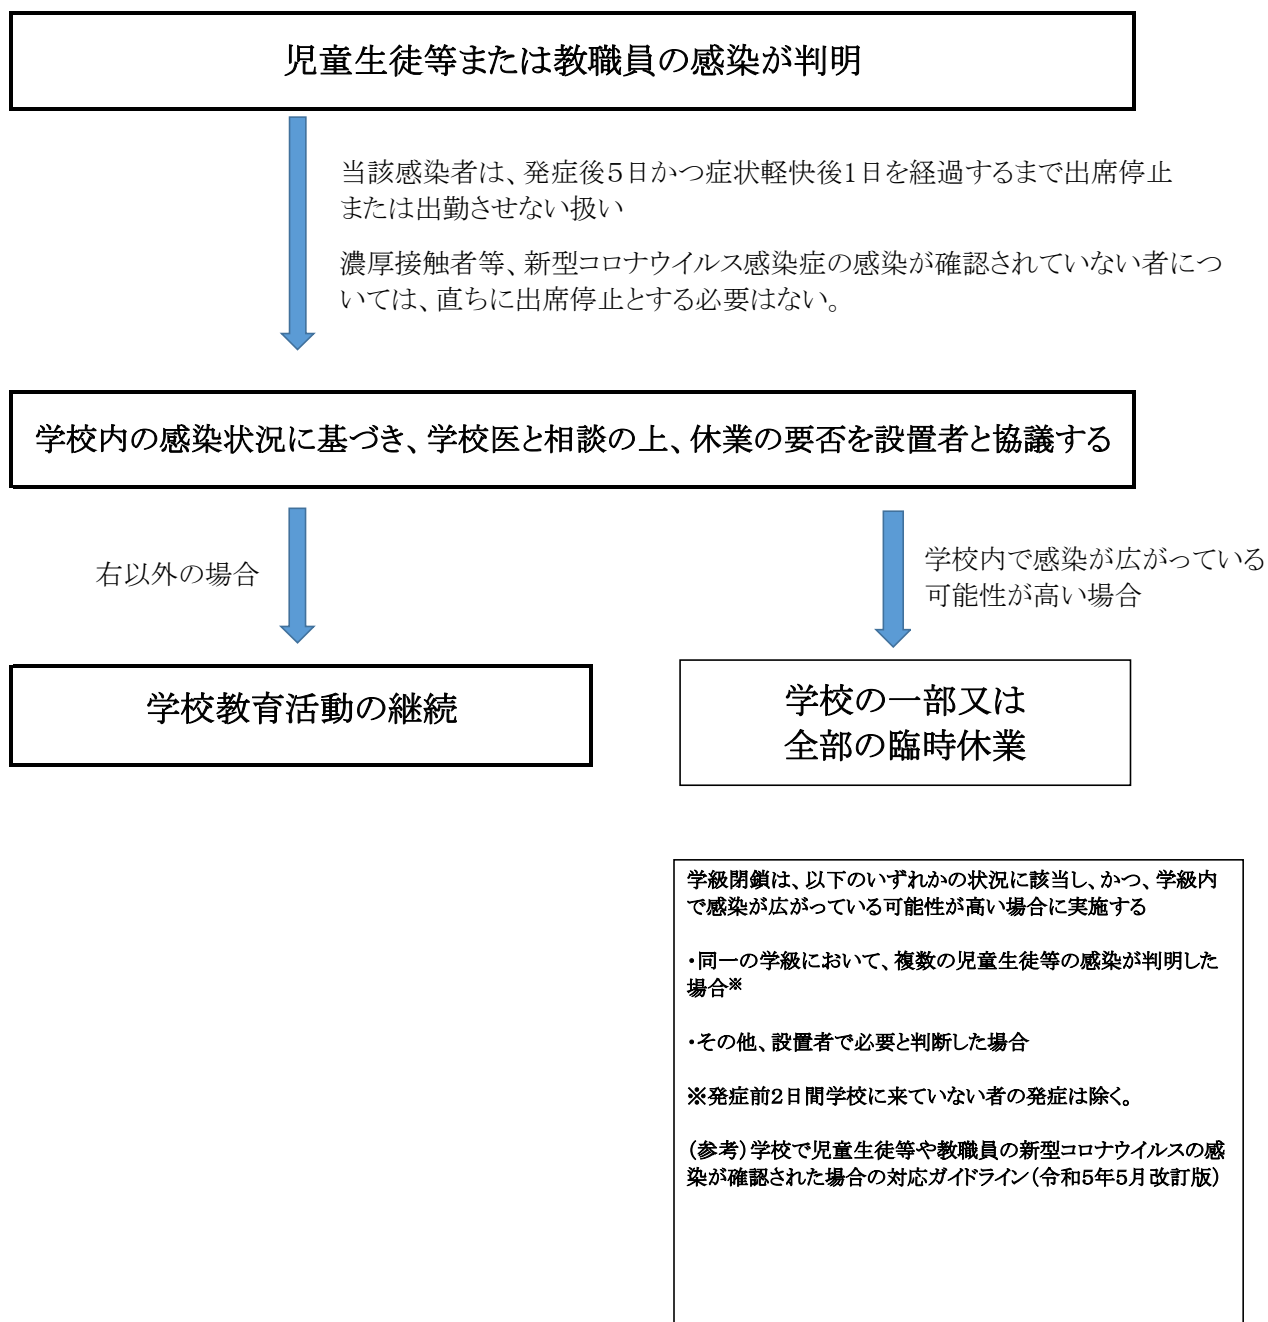 児童生徒等または教職員の感染が判明
当該感染者は、発症後5日かつ症状軽快後1日を経過するまで出席停止
または出勤させない扱い
濃厚接触者等、新型コロナウイルス感染症の感染が確認されていない者につ
いては、直ちに出席停止とする必要はない。
学校内の感染状況に基づき、学校医と相談の上、休業の要否を設置者と協議する
右以外の場合
学校内で感染が広がっている
可能性が高い場合
学校教育活動の継続
学校の一部又は
全部の臨時休業
学級閉鎖は、以下のいずれかの状況に該当し、かつ、学級内
で感染が広がっている可能性が高い場合に実施する
・同一の学級において、複数の児童生徒等の感染が判明した
場合※
・その他、設置者で必要と判断した場合
※発症前2日間学校に来ていない者の発症は除く。
（参考）学校で児童生徒等や教職員の新型コロナウイルスの感
染が確認された場合の対応ガイドライン（令和5年5月改訂版）